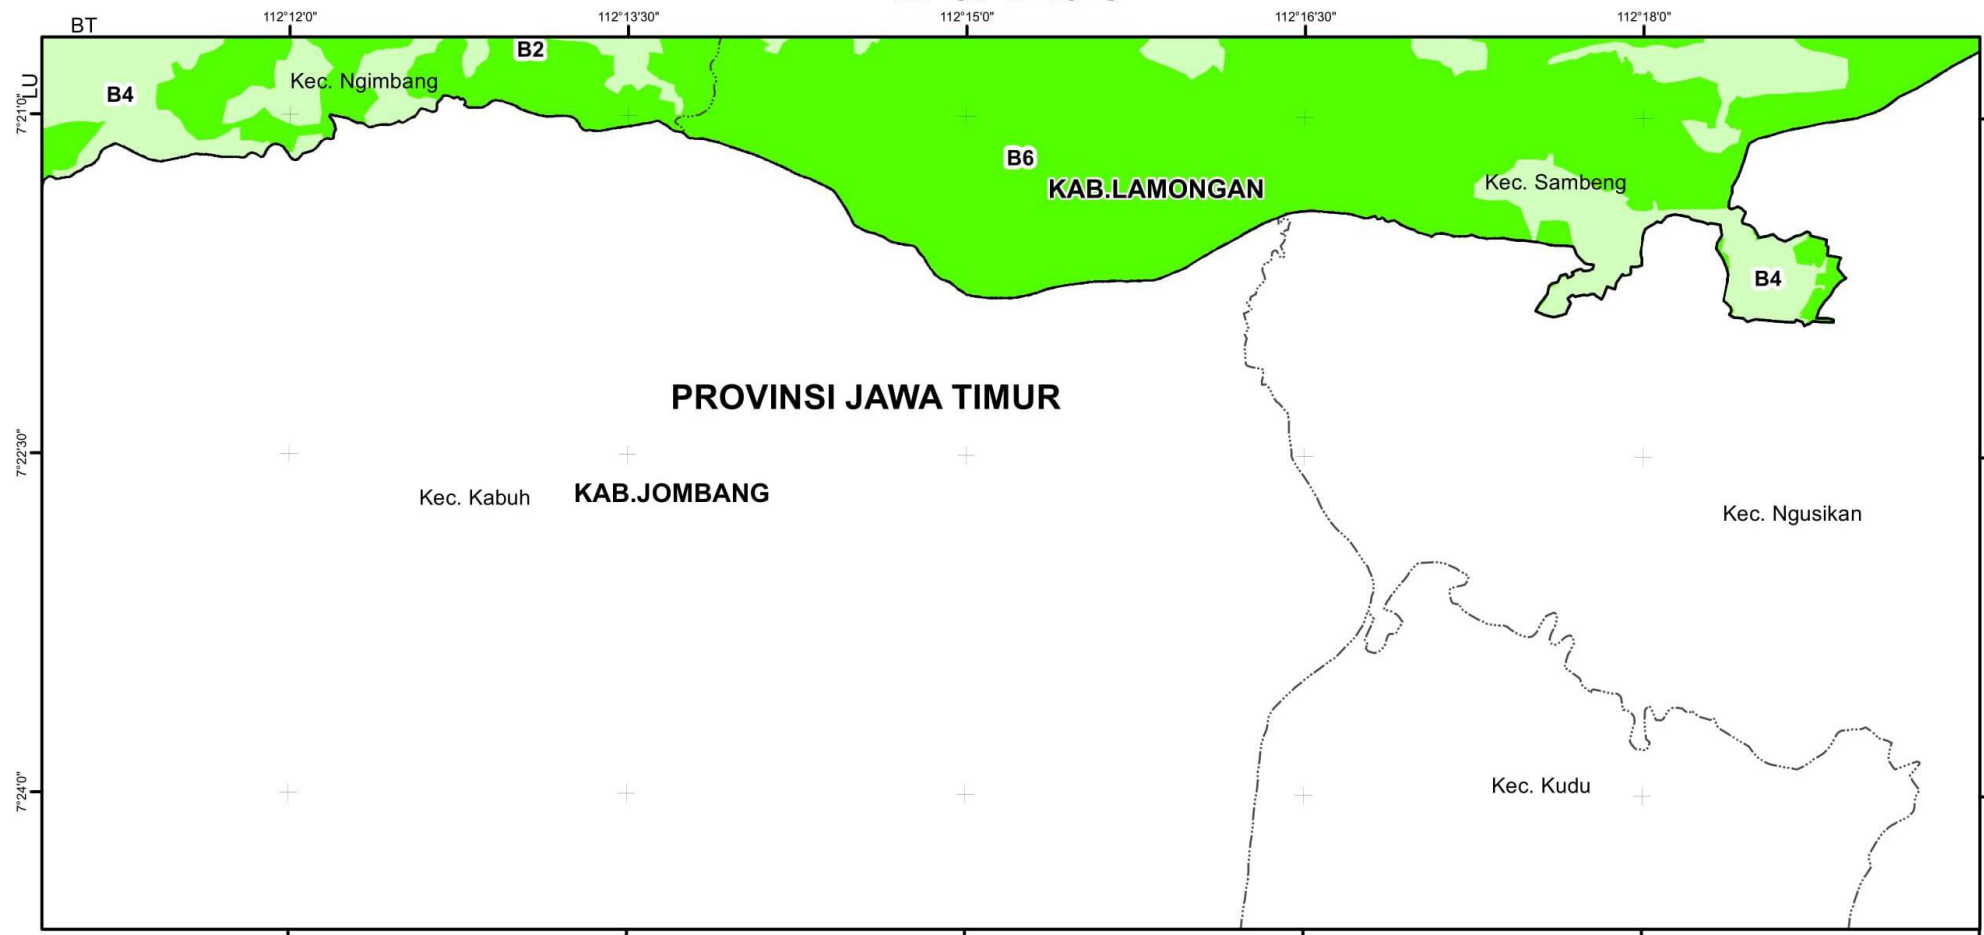 112°12'0"
112°13'30"
112°15'0"
112°16'30"
112°18'0"
BT
LU
7°21'0"
7°22'30"
7°24'0"
B2
Kec. Ngimbang
B4
B6
KAB.LAMONGAN
Kec. Sambeng
B4
PROVINSI JAWA TIMUR
Kec. Kabuh
KAB.JOMBANG
Kec. Ngusikan
Kec. Kudu